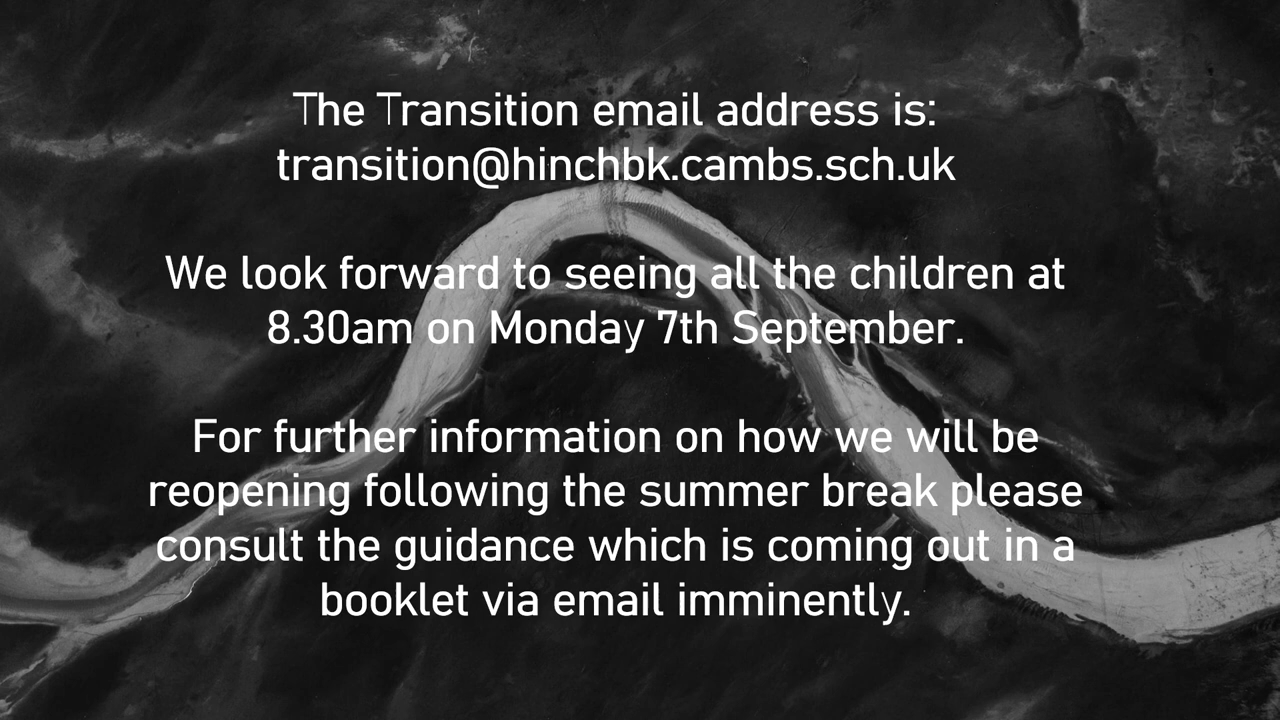 The Transition email address is:
transition@hinchbk.cambs.sch.uk
We look forward to seeing all the children at
8.30am on Monday 7th September.
For further information on how we will be
reopening following the summer break please
consult the guidance which is coming out in a
booklet via email imminently.